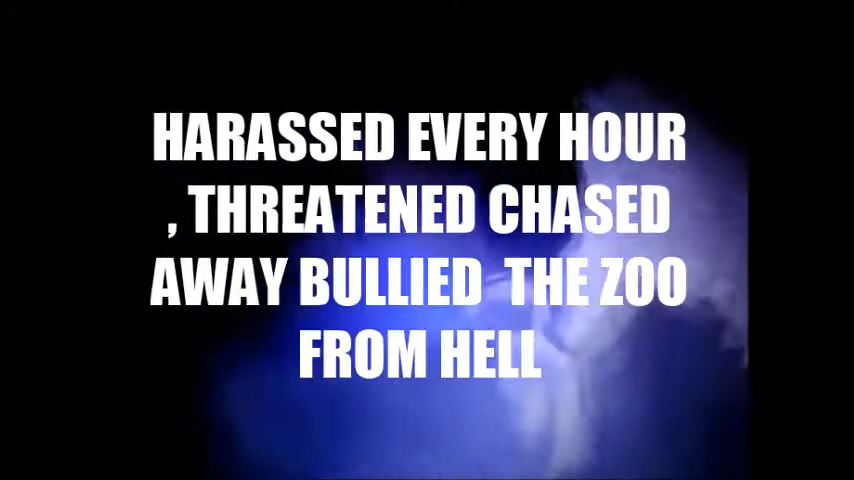 HARASSED EVERY HOUR
, THREATENED CHASED
AWAY BULLIED  THE ZOO
FROM HELL